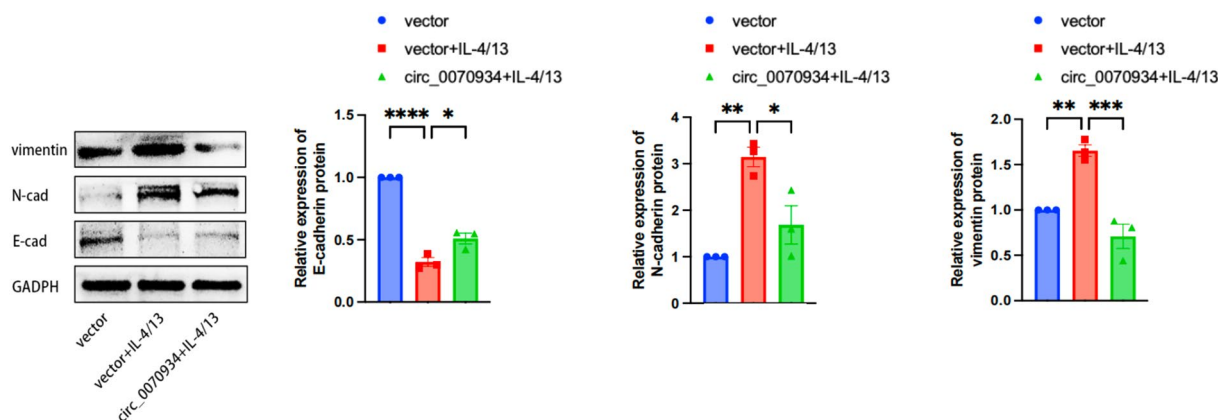 vimentin
N-cad
E-cad
GADPH
vector
vector+IL-4/13
circ_0070934+IL-4/13
vector
vector+IL-4/13
circ_0070934+IL-4/13
Relative expression of
E-cadherin protein
1.5
1.0
0.5
0.0
****
*
vector
vector+IL-4/13
circ_0070934+IL-4/13
Relative expression of
N-cadherin protein
4
3
2
1
0
**
*
vector
vector+IL-4/13
circ_0070934+IL-4/13
Relative expression of
vimentin protein
2.0
1.5
1.0
0.5
0.0
**
***